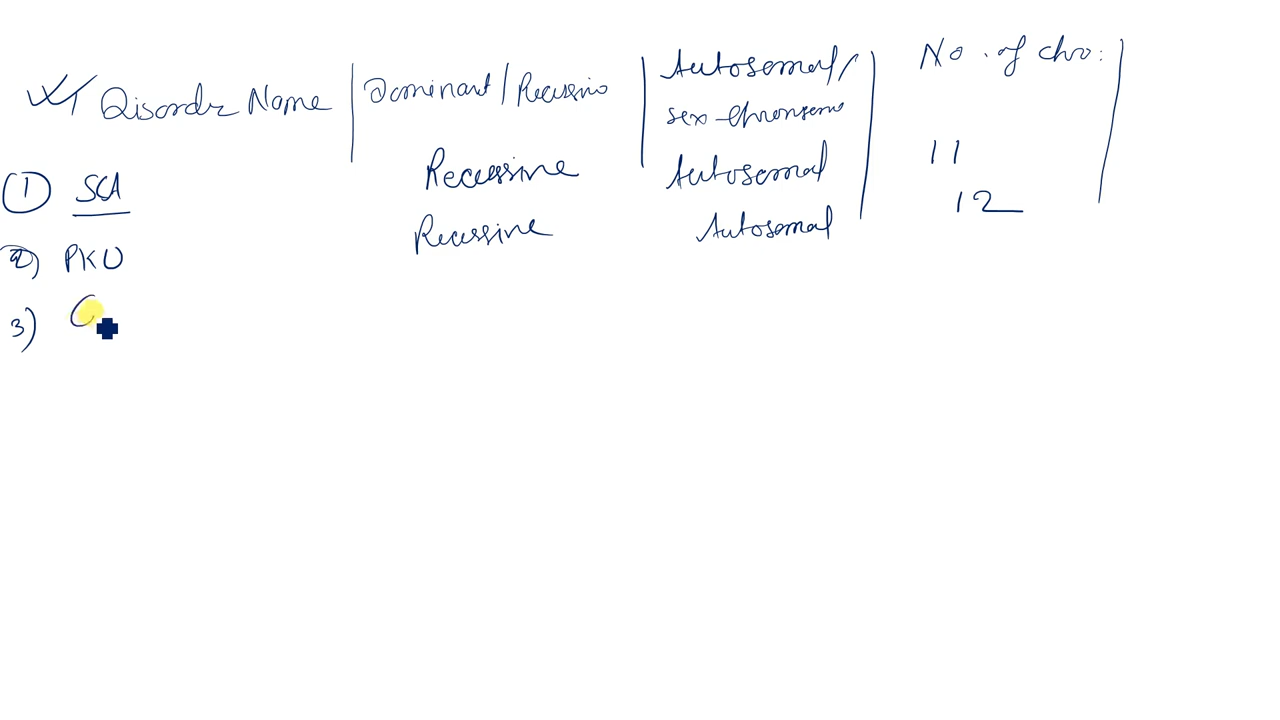 Disorder Name | Dominant/Recessive | Autosomal/ sex-Chromosome | No. of chro:
1 SCA Recessive Autosomal 11
2) PKU Recessive Autosomal 12
3) C